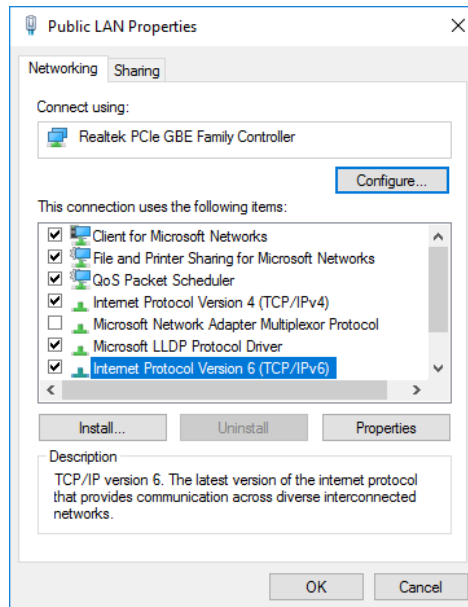 Public LAN Properties
Networking
Sharing
Connect using:
Realtek PCIe GBE Family Controller
Configure...
This connection uses the following items:
Client for Microsoft Networks
File and Printer Sharing for Microsoft Networks
QoS Packet Scheduler
Internet Protocol Version 4 (TCP/IPv4)
Microsoft Network Adapter Multiplexor Protocol
Microsoft LLDP Protocol Driver
Internet Protocol Version 6 (TCP/IPv6)
Install...
Uninstall
Properties
Description
TCP/IP version 6. The latest version of the internet protocol
that provides communication across diverse interconnected
networks.
OK
Cancel